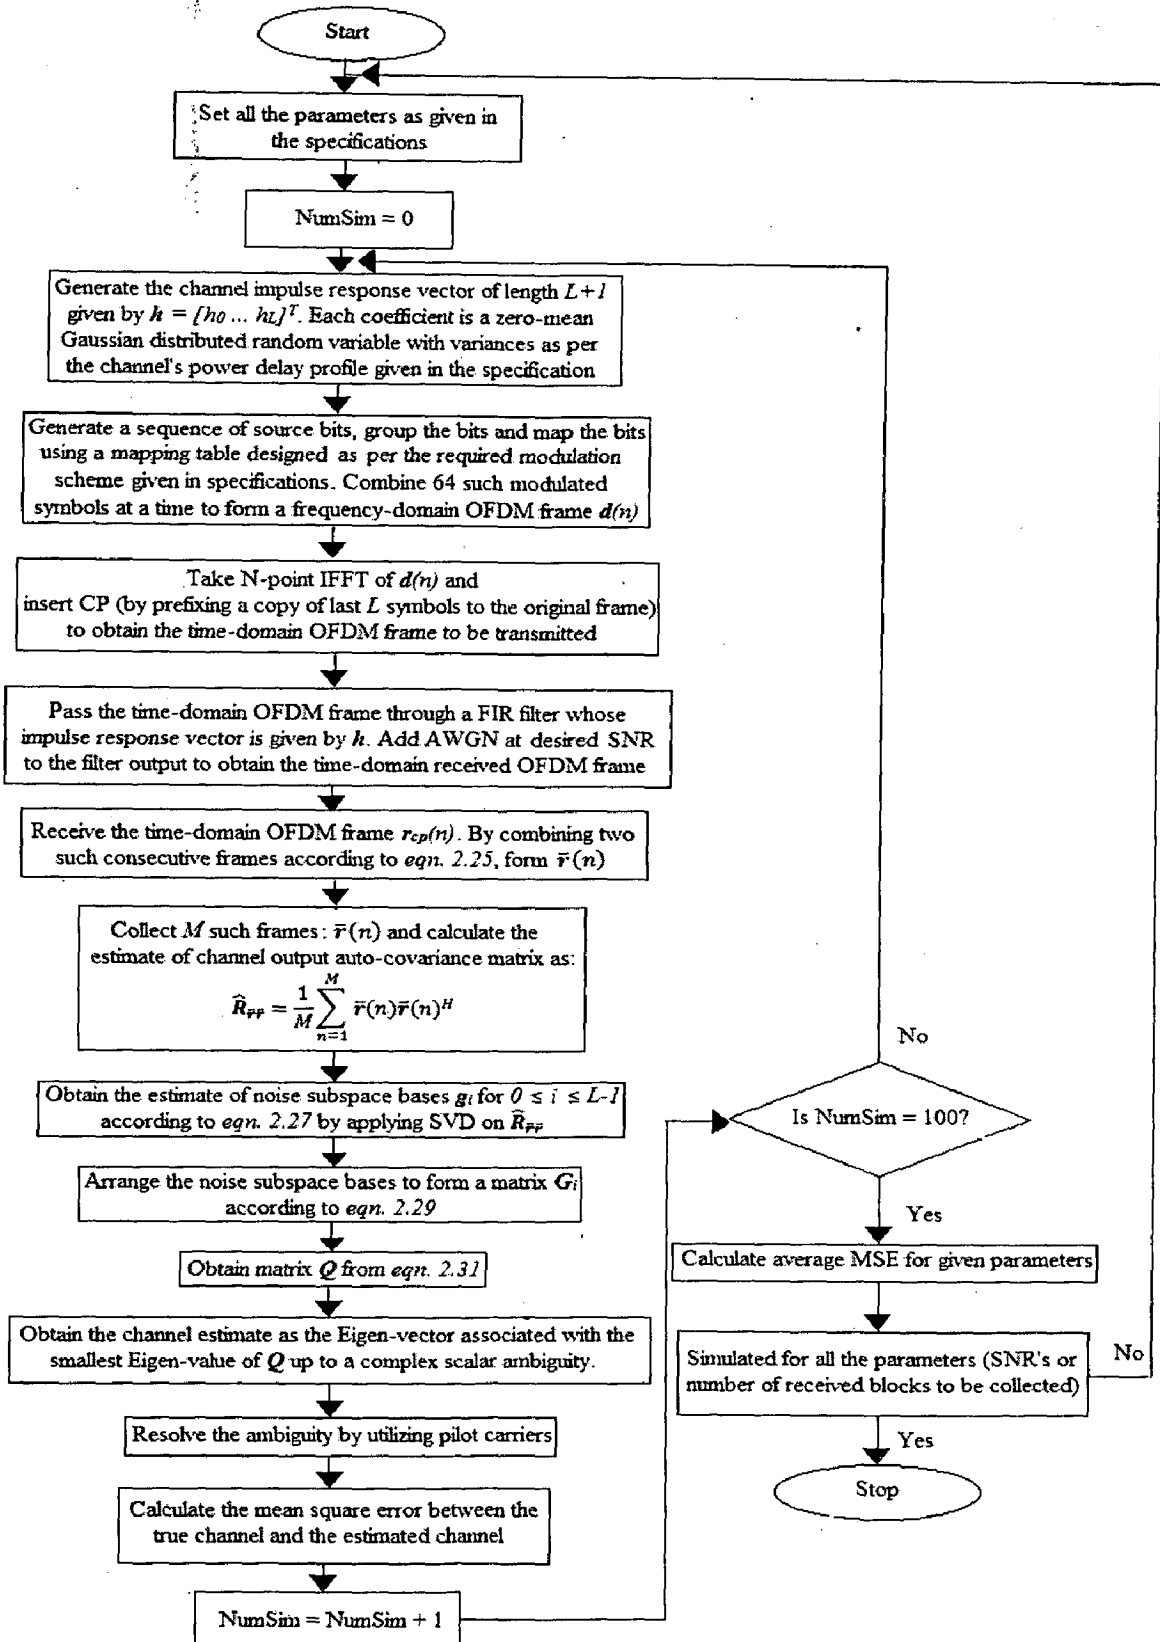 Start
Set all the parameters as given in
the specifications
NumSim = 0
Generate the channel impulse response vector of length L+1
given by h = [h0 ... hL]^T. Each coefficient is a zero-mean
Gaussian distributed random variable with variances as per
the channel's power delay profile given in the specification
Generate a sequence of source bits, group the bits and map the bits
using a mapping table designed as per the required modulation
scheme given in specifications. Combine 64 such modulated
symbols at a time to form a frequency-domain OFDM frame d(n)
Take N-point IFFT of d(n) and
insert CP (by prefixing a copy of last L symbols to the original frame)
to obtain the time-domain OFDM frame to be transmitted
Pass the time-domain OFDM frame through a FIR filter whose
impulse response vector is given by h. Add AWGN at desired SNR
to the filter output to obtain the time-domain received OFDM frame
Receive the time-domain OFDM frame r_cp(n). By combining two
such consecutive frames according to eqn. 2.25, form r̄(n)
Collect M such frames: r̄(n) and calculate the
estimate of channel output auto-covariance matrix as:
R̂_r̄r̄ = 1/M ∑_{n=1}^{M} r̄(n)r̄(n)^H
Obtain the estimate of noise subspace bases g_i for 0 ≤ i ≤ L-1
according to eqn. 2.27 by applying SVD on R̂_r̄r̄
Arrange the noise subspace bases to form a matrix G_i
according to eqn. 2.29
Obtain matrix Q from eqn. 2.31
Obtain the channel estimate as the Eigen-vector associated with the
smallest Eigen-value of Q up to a complex scalar ambiguity.
Resolve the ambiguity by utilizing pilot carriers
Calculate the mean square error between the
true channel and the estimated channel
NumSim = NumSim + 1
No
Is NumSim = 100?
Yes
Calculate average MSE for given parameters
Simulated for all the parameters (SNR's or
number of received blocks to be collected)
No
Yes
Stop